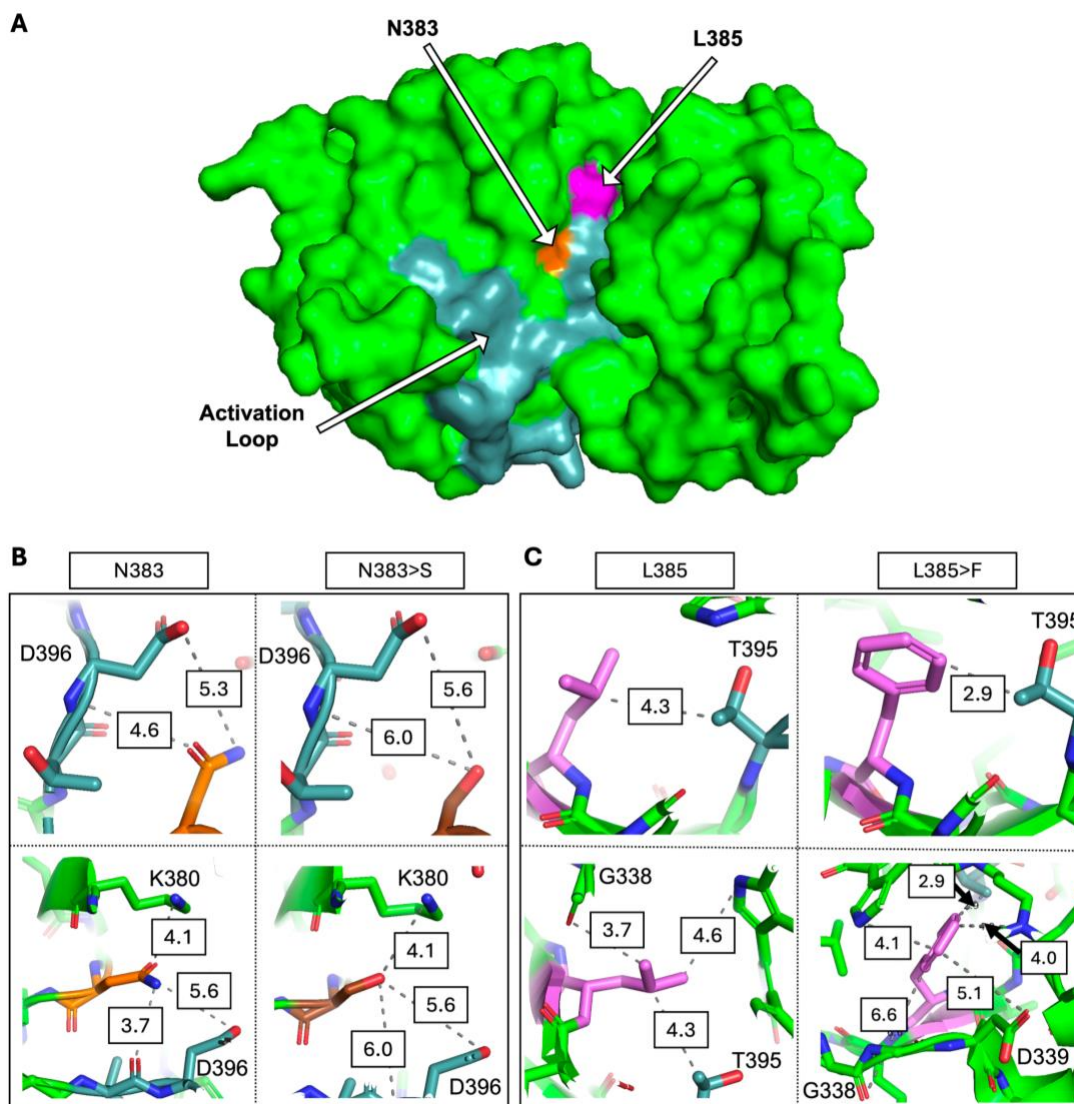 A
N383
L385
Activation
Loop
B
N383
N383>S
D396
5.3
4.6
D396
5.6
6.0
K380
4.1
5.6
3.7
D396
K380
4.1
5.6
6.0
D396
C
L385
L385>F
T395
4.3
T395
2.9
G338
3.7
4.6
4.3
T395
2.9
4.1
4.0
5.1
6.6
D339
G338